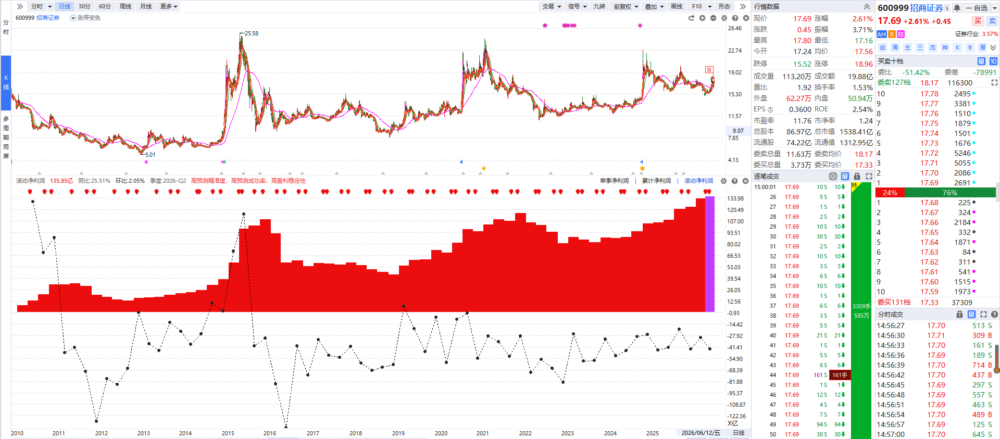 分时 日线 30分 60分 周线 月线 更多 交易 信号 九转 前复权 叠加 画线 F10 形态
分时
K线
多周期同屏
600999 招商证券 涨停变色
25.58
5.01
26.46
22.74
19.02
15.30
11.57
9.07
7.85
4.13
滚动净利润 135.85亿 同比:25.51% 环比:2.05% 季度:2026-Q2 高预测精准度，高预测成功率，高盈利稳定性
单季净利润 | 累计净利润 | 滚动净利润
133.98
120.49
107.00
93.51
80.02
66.53
53.03
39.54
26.05
12.56
-0.93
-14.42
-27.92
-41.41
-54.90
-68.39
-81.88
-95.37
-108.87
-122.36
X亿
2010 2011 2012 2013 2014 2015 2016 2017 2018 2019 2020 2021 2022 2023 2024 2025 2026/06/12/五 日线
行情数据
现价 17.69 涨幅 2.61%
涨跌 0.45 振幅 3.71%
最高 17.80 最低 17.16
今开 17.24 均价 17.56
跌停 15.52 涨停 18.96
成交量 113.20万 成交额 19.88亿
量比 1.92 换手率 1.53%
外盘 62.27万 内盘 50.94万
EPS ① 0.3600 ROE 2.54%
市盈率 11.76 市净率 1.24
总股本 86.97亿 总市值 1538.41亿
流通股 74.22亿 流通值 1312.95亿
委卖总量 11.63万 委卖均价 18.17
委买总量 3.73万 委买均价 17.33
逐笔成交 量
15:00:01 17.69 10 S 10
26 17.69 5 S 5
27 17.69 1 S 1
28 17.69 2 S 2
29 17.69 10 S 10
30 17.69 30 S 30
31 17.69 2 S 2
32 17.69 10 S 10
33 17.69 3 S 3
34 17.69 6 S 6
35 17.69 10 S 10
36 17.69 1 S 1
37 17.69 6 S 6
38 17.69 3 S 3
39 17.69 5 S 5
40 17.69 21 S 21
41 17.69 1 S 1
42 17.69 5 S 5
43 17.69 6 S 6
44 17.69 161 S 161手
45 17.69 1 S 1
46 17.69 12 S 12
47 17.69 4 S 4
48 17.69 7 S 7
49 17.69 94 S 94
50 17.69 30 S 30
特
3309手
585万
600999 招商证券 自选
17.69 +2.61% +0.45 买 卖
AH R 陆 证券行业: 3.57%
创 海 主 三 流 神 K B 潜
买卖十档 量 10
委比 -51.42% 委差 -78991
委卖127档 18.17 116300
10 17.78 2495
9 17.77 3381
8 17.76 1510
7 17.75 1879
6 17.74 1501
5 17.73 1676
4 17.72 5246
3 17.71 5055
2 17.70 2086
1 17.69 2691
24% 76%
1 17.68 225
2 17.67 324
3 17.66 2184
4 17.65 332
5 17.64 1871
6 17.63 84
7 17.62 311
8 17.61 541
9 17.60 1515
10 17.59 1973
委买131档 17.33 37309
分时成交 量
14:56:27 17.70 513 S
14:56:30 17.71 309 B
14:56:33 17.70 161 S
14:56:36 17.69 189 S
14:56:39 17.70 714 B
14:56:42 17.70 437 B
14:56:45 17.69 297 S
14:56:48 17.69 557 S
14:56:51 17.69 463 S
14:56:54 17.70 489 B
14:56:57 17.69 125 S
14:57:00 17.70 645 S